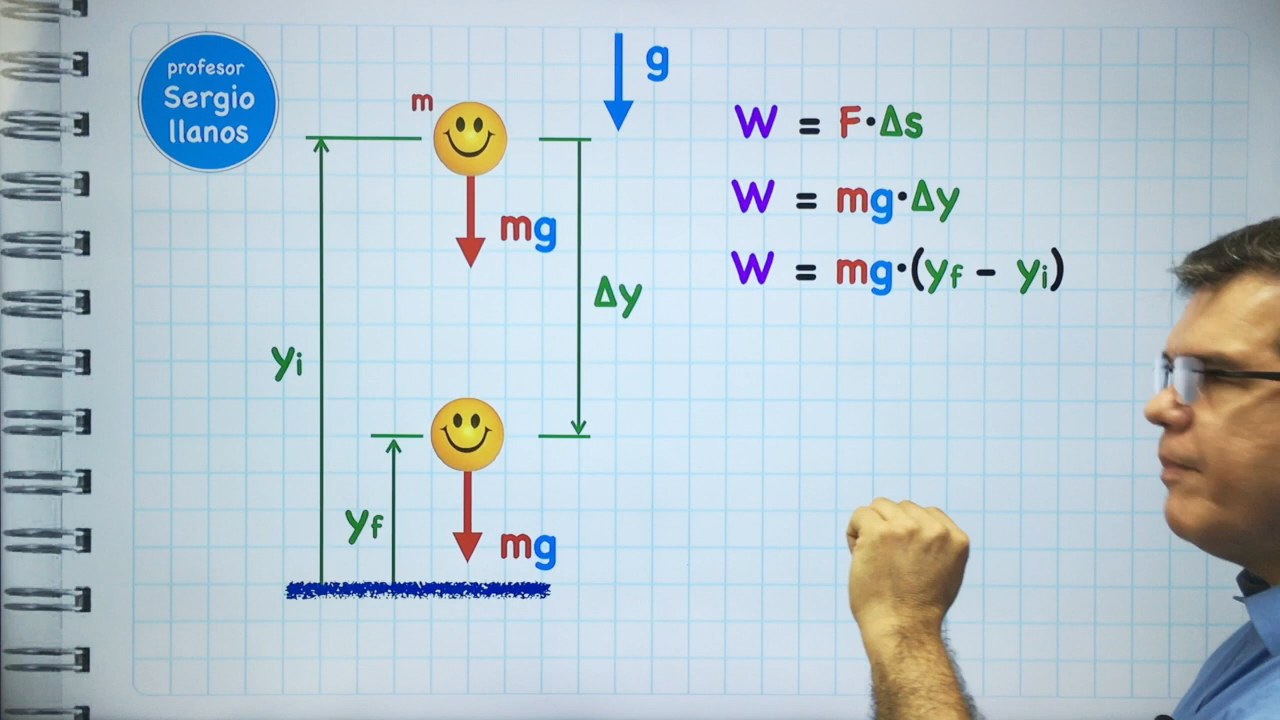 profesor
Sergio
llanos
m
g
mg
Δy
yi
yf
mg
W = F·Δs
W = mg·Δy
W = mg·(yf - yi)